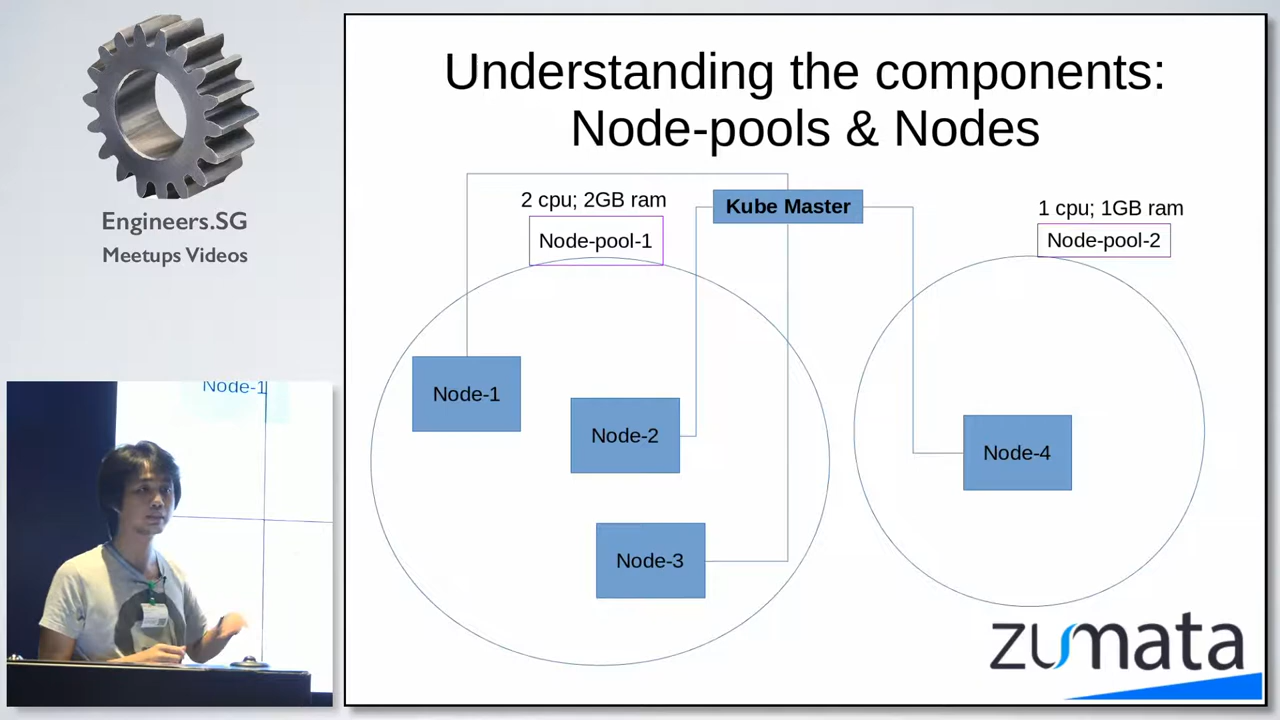 Engineers.SG
Meetups Videos
Understanding the components:
Node-pools & Nodes
2 cpu; 2GB ram
Node-pool-1
Kube Master
1 cpu; 1GB ram
Node-pool-2
Node-1
Node-2
Node-3
Node-4
zumata
Node-1